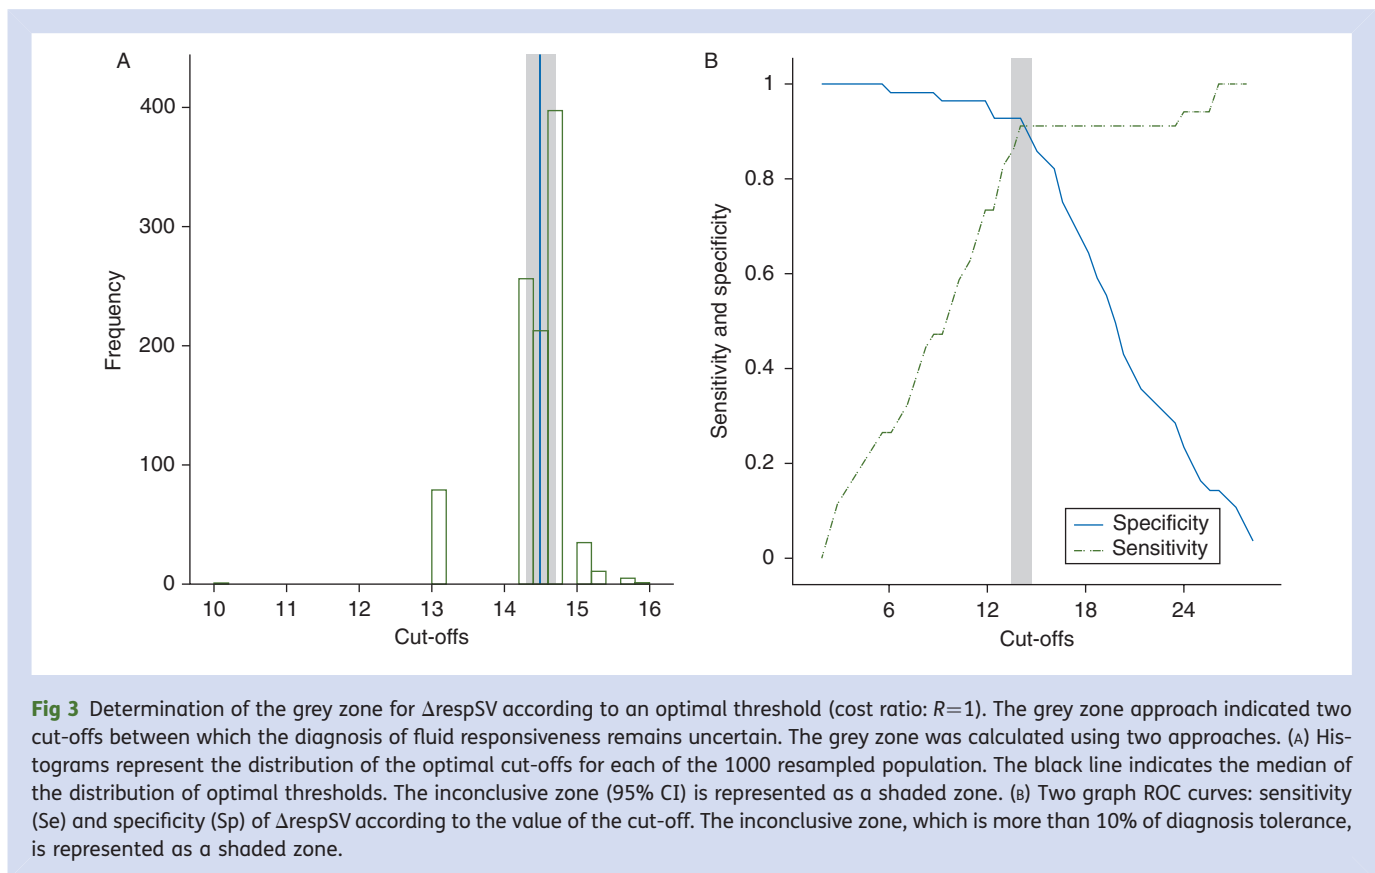 A
B
400
300
200
100
0
Frequency
10 11 12 13 14 15 16
Cut-offs
1
0.8
0.6
0.4
0.2
0
Sensitivity and specificity
Specificity
Sensitivity
6 12 18 24
Cut-offs
Fig 3 Determination of the grey zone for ΔrespSV according to an optimal threshold (cost ratio: R=1). The grey zone approach indicated two
cut-offs between which the diagnosis of fluid responsiveness remains uncertain. The grey zone was calculated using two approaches. (A) His-
tograms represent the distribution of the optimal cut-offs for each of the 1000 resampled population. The black line indicates the median of
the distribution of optimal thresholds. The inconclusive zone (95% CI) is represented as a shaded zone. (B) Two graph ROC curves: sensitivity
(Se) and specificity (Sp) of ΔrespSV according to the value of the cut-off. The inconclusive zone, which is more than 10% of diagnosis tolerance,
is represented as a shaded zone.